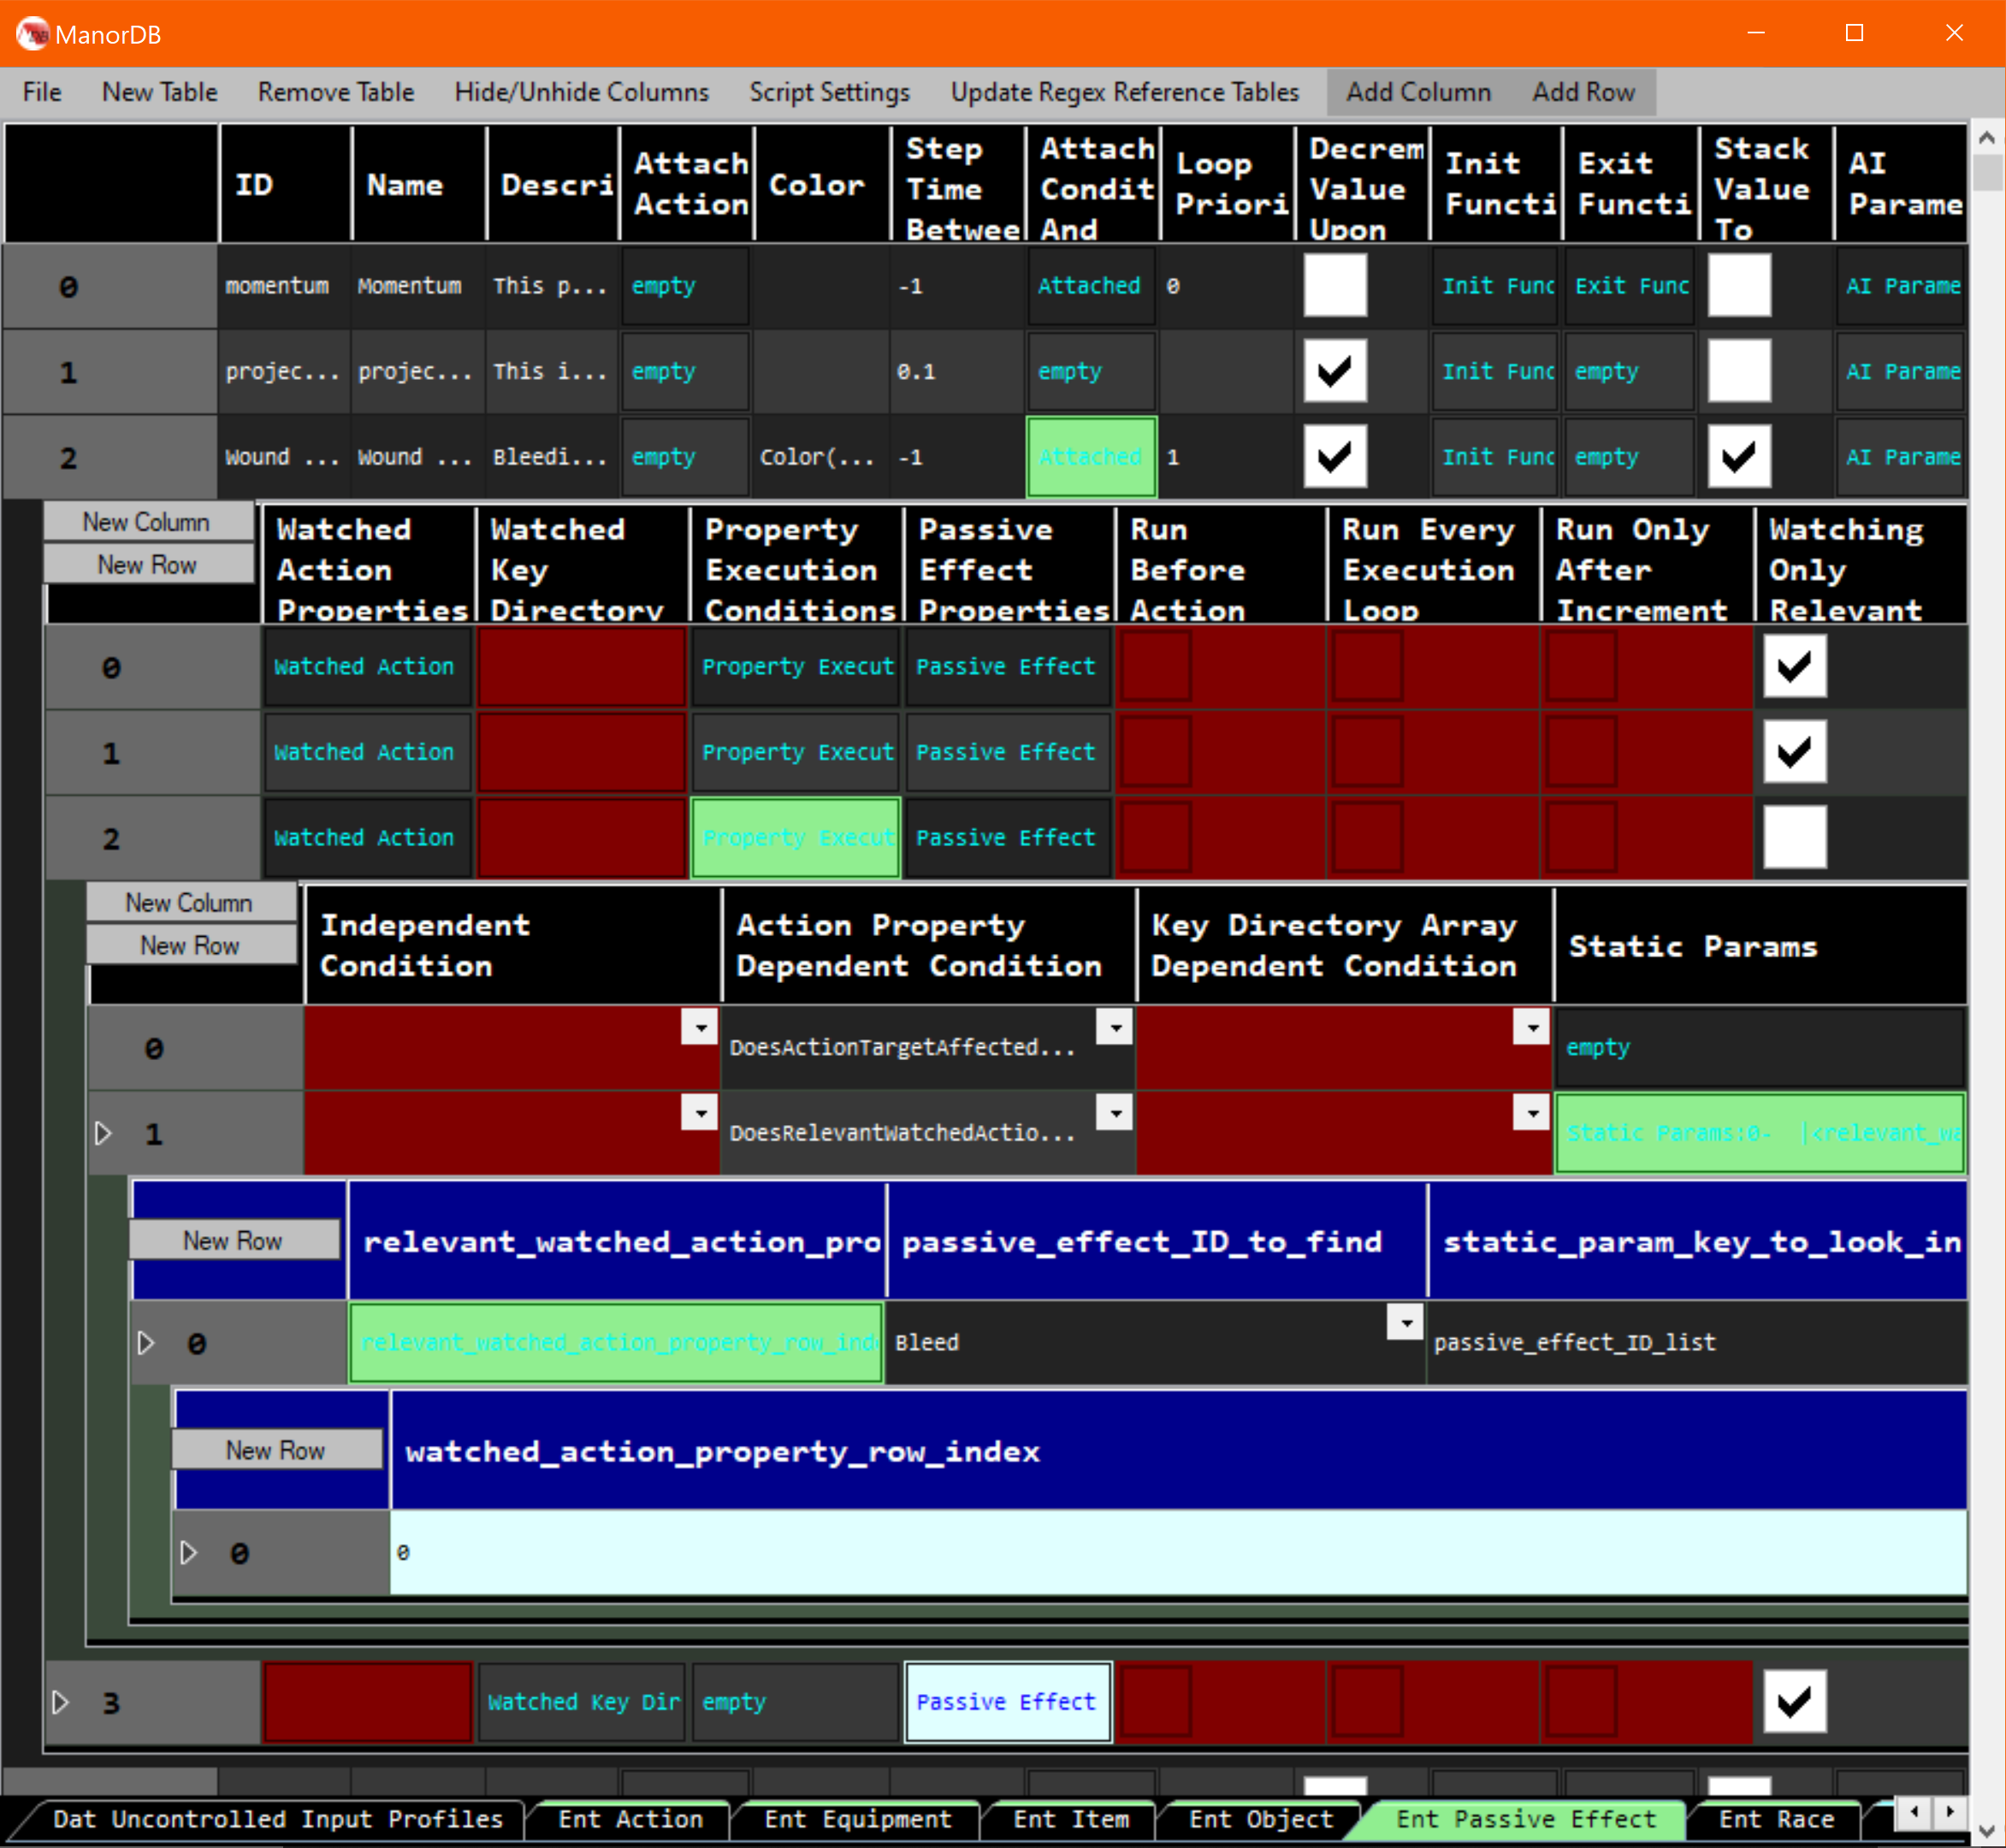 ManorDB
File New Table Remove Table Hide/Unhide Columns Script Settings Update Regex Reference Tables Add Column Add Row
ID Name Descri Attach Action Color Step Time Betwee Attach Condit And Loop Priori Decrem Value Upon Init Functi Exit Functi Stack Value To AI Parame
0 momentum Momentum This p... empty -1 Attached 0 Init Func Exit Func AI Parame
1 projec... projec... This i... empty 0.1 empty Init Func empty AI Parame
2 Wound ... Wound ... Bleedi... empty Color(... -1 Attached 1 Init Func empty AI Parame
New Column
New Row
Watched Action Properties Watched Key Directory Property Execution Conditions Passive Effect Properties Run Before Action Run Every Execution Loop Run Only After Increment Watching Only Relevant
0 Watched Action Property Execut Passive Effect
1 Watched Action Property Execut Passive Effect
2 Watched Action Property Execut Passive Effect
New Column
New Row
Independent Condition Action Property Dependent Condition Key Directory Array Dependent Condition Static Params
0 DoesActionTargetAffected... empty
1 DoesRelevantWatchedActio... Static Params:0- |<relevant_wa
New Row relevant_watched_action_pro passive_effect_ID_to_find static_param_key_to_look_in
0 relevant_watched_action_property_row_inde Bleed passive_effect_ID_list
New Row watched_action_property_row_index
0 0
3 Watched Key Dir empty Passive Effect
Dat Uncontrolled Input Profiles Ent Action Ent Equipment Ent Item Ent Object Ent Passive Effect Ent Race